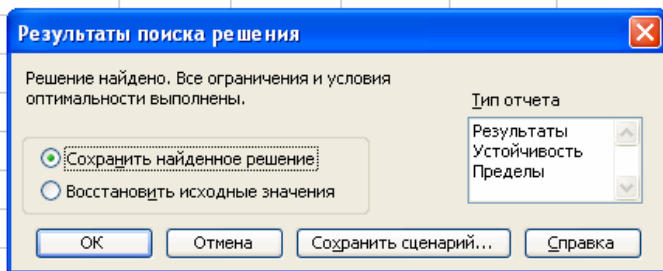 Результаты поиска решения
Решение найдено. Все ограничения и условия
оптимальности выполнены.
Тип отчета
Результаты
Устойчивость
Пределы
Сохранить найденное решение
Восстановить исходные значения
ОК
Отмена
Сохранить сценарий...
Справка